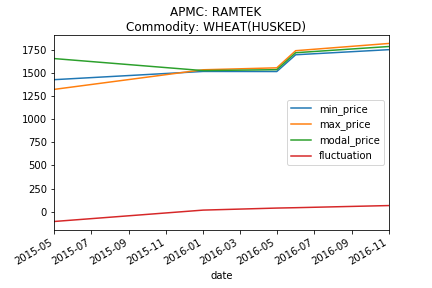 APMC: RAMTEK
Commodity: WHEAT(HUSKED)
1750
1500
1250
1000
750
500
250
0
min_price
max_price
modal_price
fluctuation
2015-05
2015-07
2015-09
2015-11
2016-01
2016-03
2016-05
2016-07
2016-09
2016-11
date